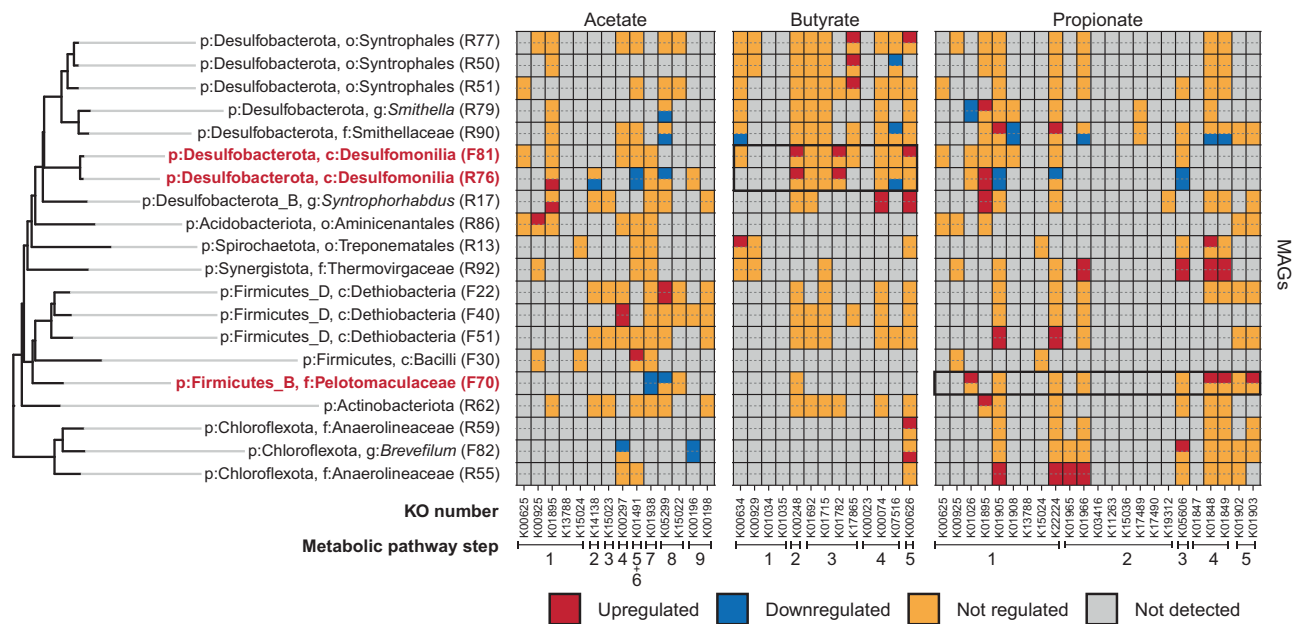 Acetate Butyrate Propionate
p:Desulfobacterota, o:Syntrophales (R77)
p:Desulfobacterota, o:Syntrophales (R50)
p:Desulfobacterota, o:Syntrophales (R51)
p:Desulfobacterota, g:Smithella (R79)
p:Desulfobacterota, f:Smithellaceae (R90)
p:Desulfobacterota, c:Desulfomonilia (F81)
p:Desulfobacterota, c:Desulfomonilia (R76)
p:Desulfobacterota_B, g:Syntrophorhabdus (R17)
p:Acidobacteriota, o:Aminicenantales (R86)
p:Spirochaetota, o:Treponematales (R13)
p:Synergistota, f:Thermovirgaceae (R92)
p:Firmicutes_D, c:Dethiobacteria (F22)
p:Firmicutes_D, c:Dethiobacteria (F40)
p:Firmicutes_D, c:Dethiobacteria (F51)
p:Firmicutes, c:Bacilli (F30)
p:Firmicutes_B, f:Pelotomaculaceae (F70)
p:Actinobacteriota (R62)
p:Chloroflexota, f:Anaerolineaceae (R59)
p:Chloroflexota, g:Brevefilum (F82)
p:Chloroflexota, f:Anaerolineaceae (R55)
MAGs
KO number
K00625 K00925 K01895 K13788 K15024 K14138 K15023 K00297 K01491 K01938 K05299 K15022 K00196 K00198
K00634 K00929 K01034 K01035 K00248 K01692 K01715 K01782 K17865 K00023 K00074 K07516 K00626
K00625 K00925 K01026 K01895 K01905 K01908 K13788 K15024 K22224 K01965 K01966 K03416 K11263 K15036 K17489 K17490 K19312 K05606 K01847 K01848 K01849 K01902 K01903
Metabolic pathway step
1 2 3 4 5+6 7 8 9
1 2 3 4 5
1 2 3 4 5
Upregulated Downregulated Not regulated Not detected